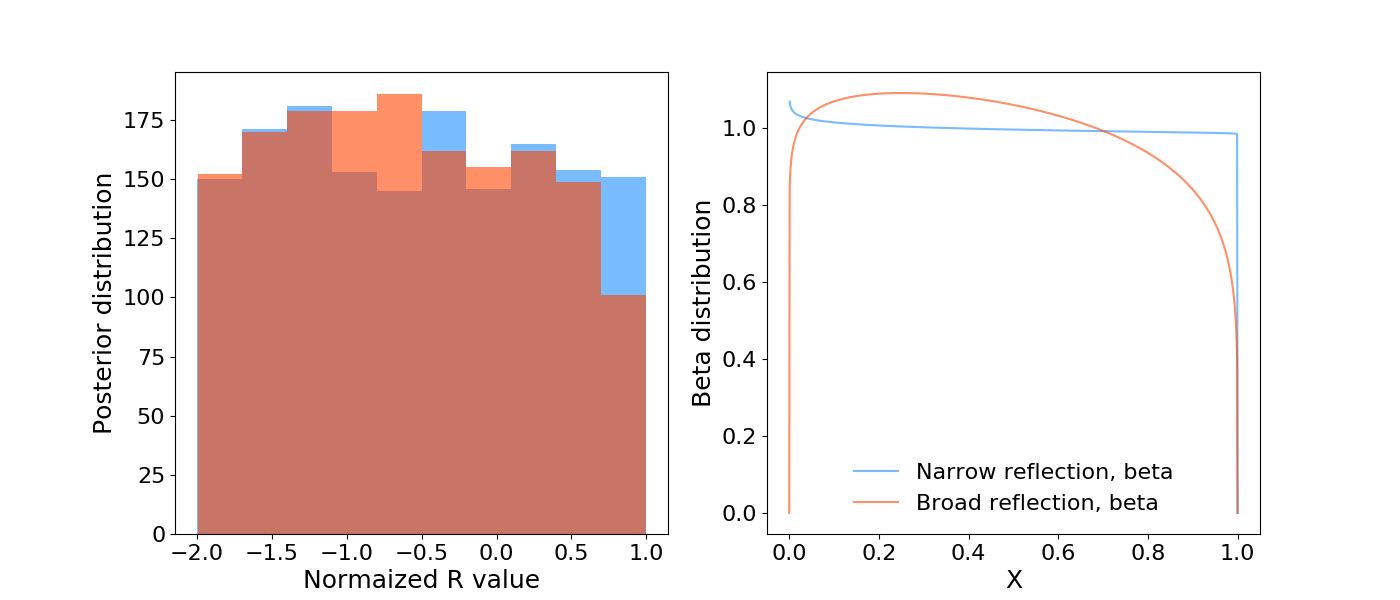 Posterior distribution
175
150
125
100
75
50
25
0
−2.0 −1.5 −1.0 −0.5 0.0 0.5 1.0
Normaized R value
Beta distribution
1.0
0.8
0.6
0.4
0.2
0.0
Narrow reflection, beta
Broad reflection, beta
0.0 0.2 0.4 0.6 0.8 1.0
X